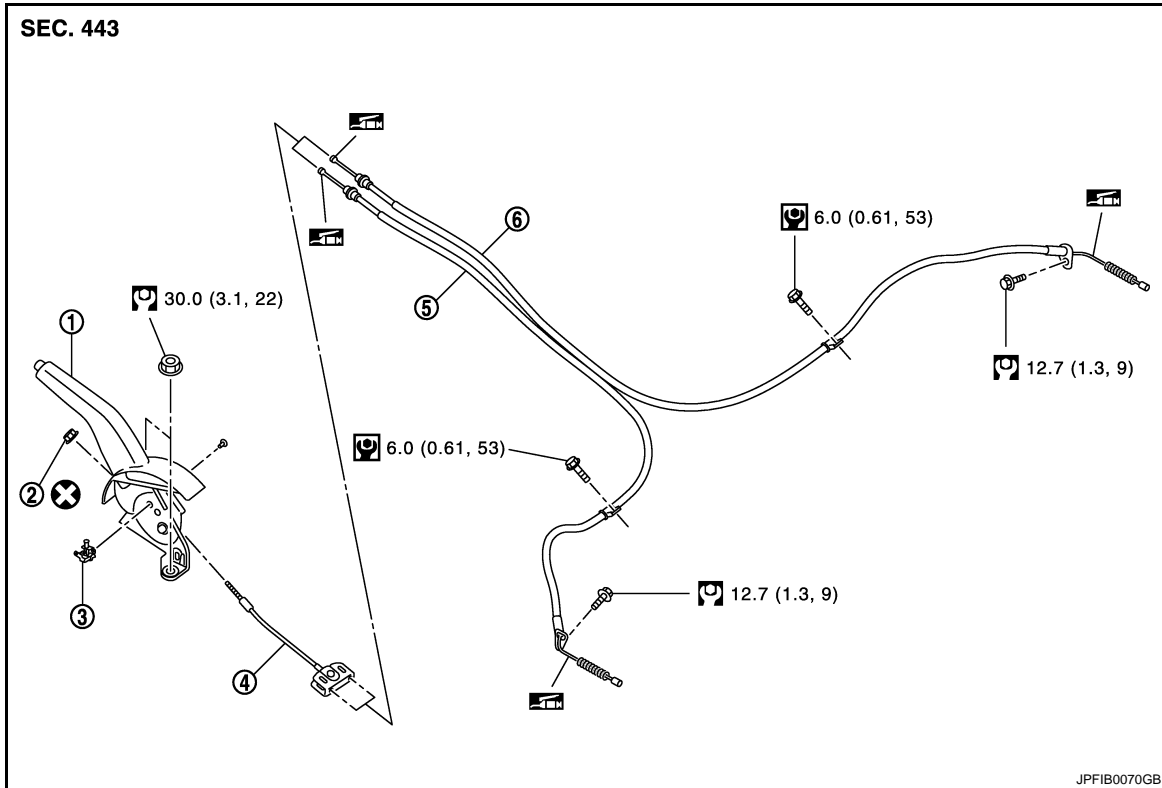 SEC. 443
6
6.0 (0.61, 53)
5
30.0 (3.1, 22)
1
12.7 (1.3, 9)
6.0 (0.61, 53)
2
12.7 (1.3, 9)
3
4
JPFIB0070GB